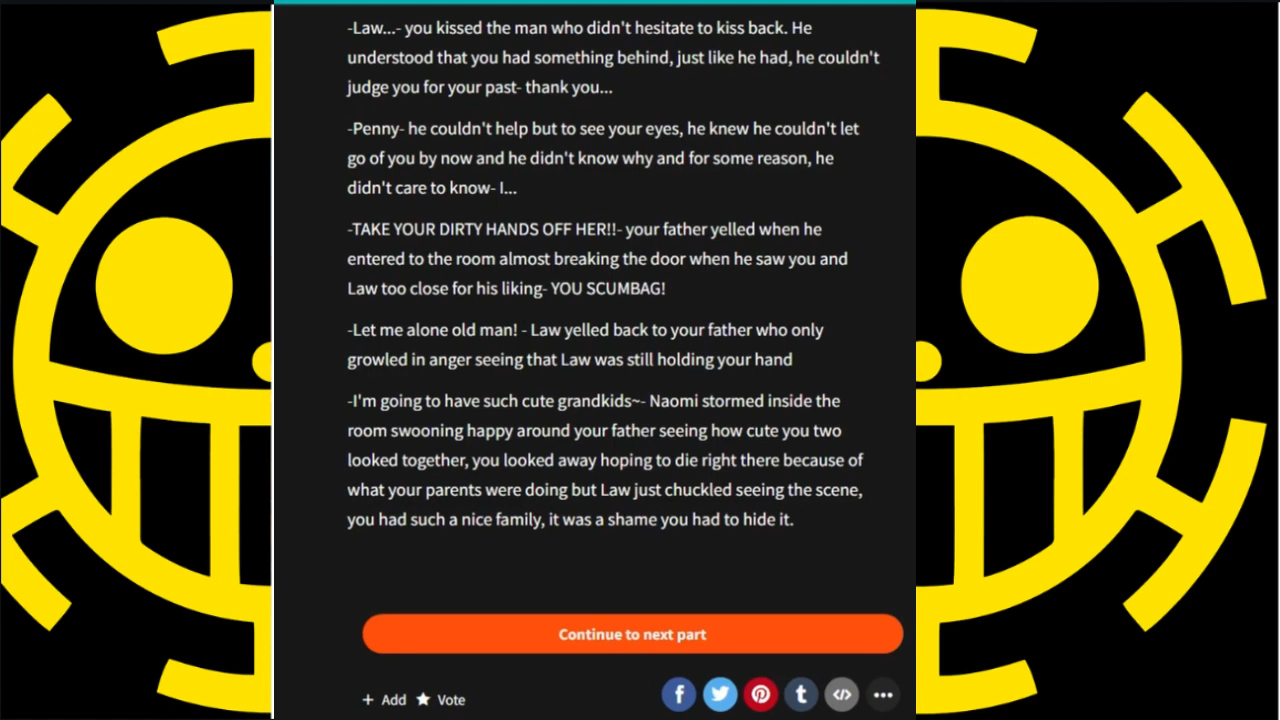 -Law...- you kissed the man who didn't hesitate to kiss back. He
understood that you had something behind, just like he had, he couldn't
judge you for your past- thank you...
-Penny- he couldn't help but to see your eyes, he knew he couldn't let
go of you by now and he didn't know why and for some reason, he
didn't care to know- I...
-TAKE YOUR DIRTY HANDS OFF HER!!- your father yelled when he
entered to the room almost breaking the door when he saw you and
Law too close for his liking- YOU SCUMBAG!
-Let me alone old man! - Law yelled back to your father who only
growled in anger seeing that Law was still holding your hand
-I'm going to have such cute grandkids~- Naomi stormed inside the
room swooning happy around your father seeing how cute you two
looked together, you looked away hoping to die right there because of
what your parents were doing but Law just chuckled seeing the scene,
you had such a nice family, it was a shame you had to hide it.
Continue to next part
+ Add ★ Vote